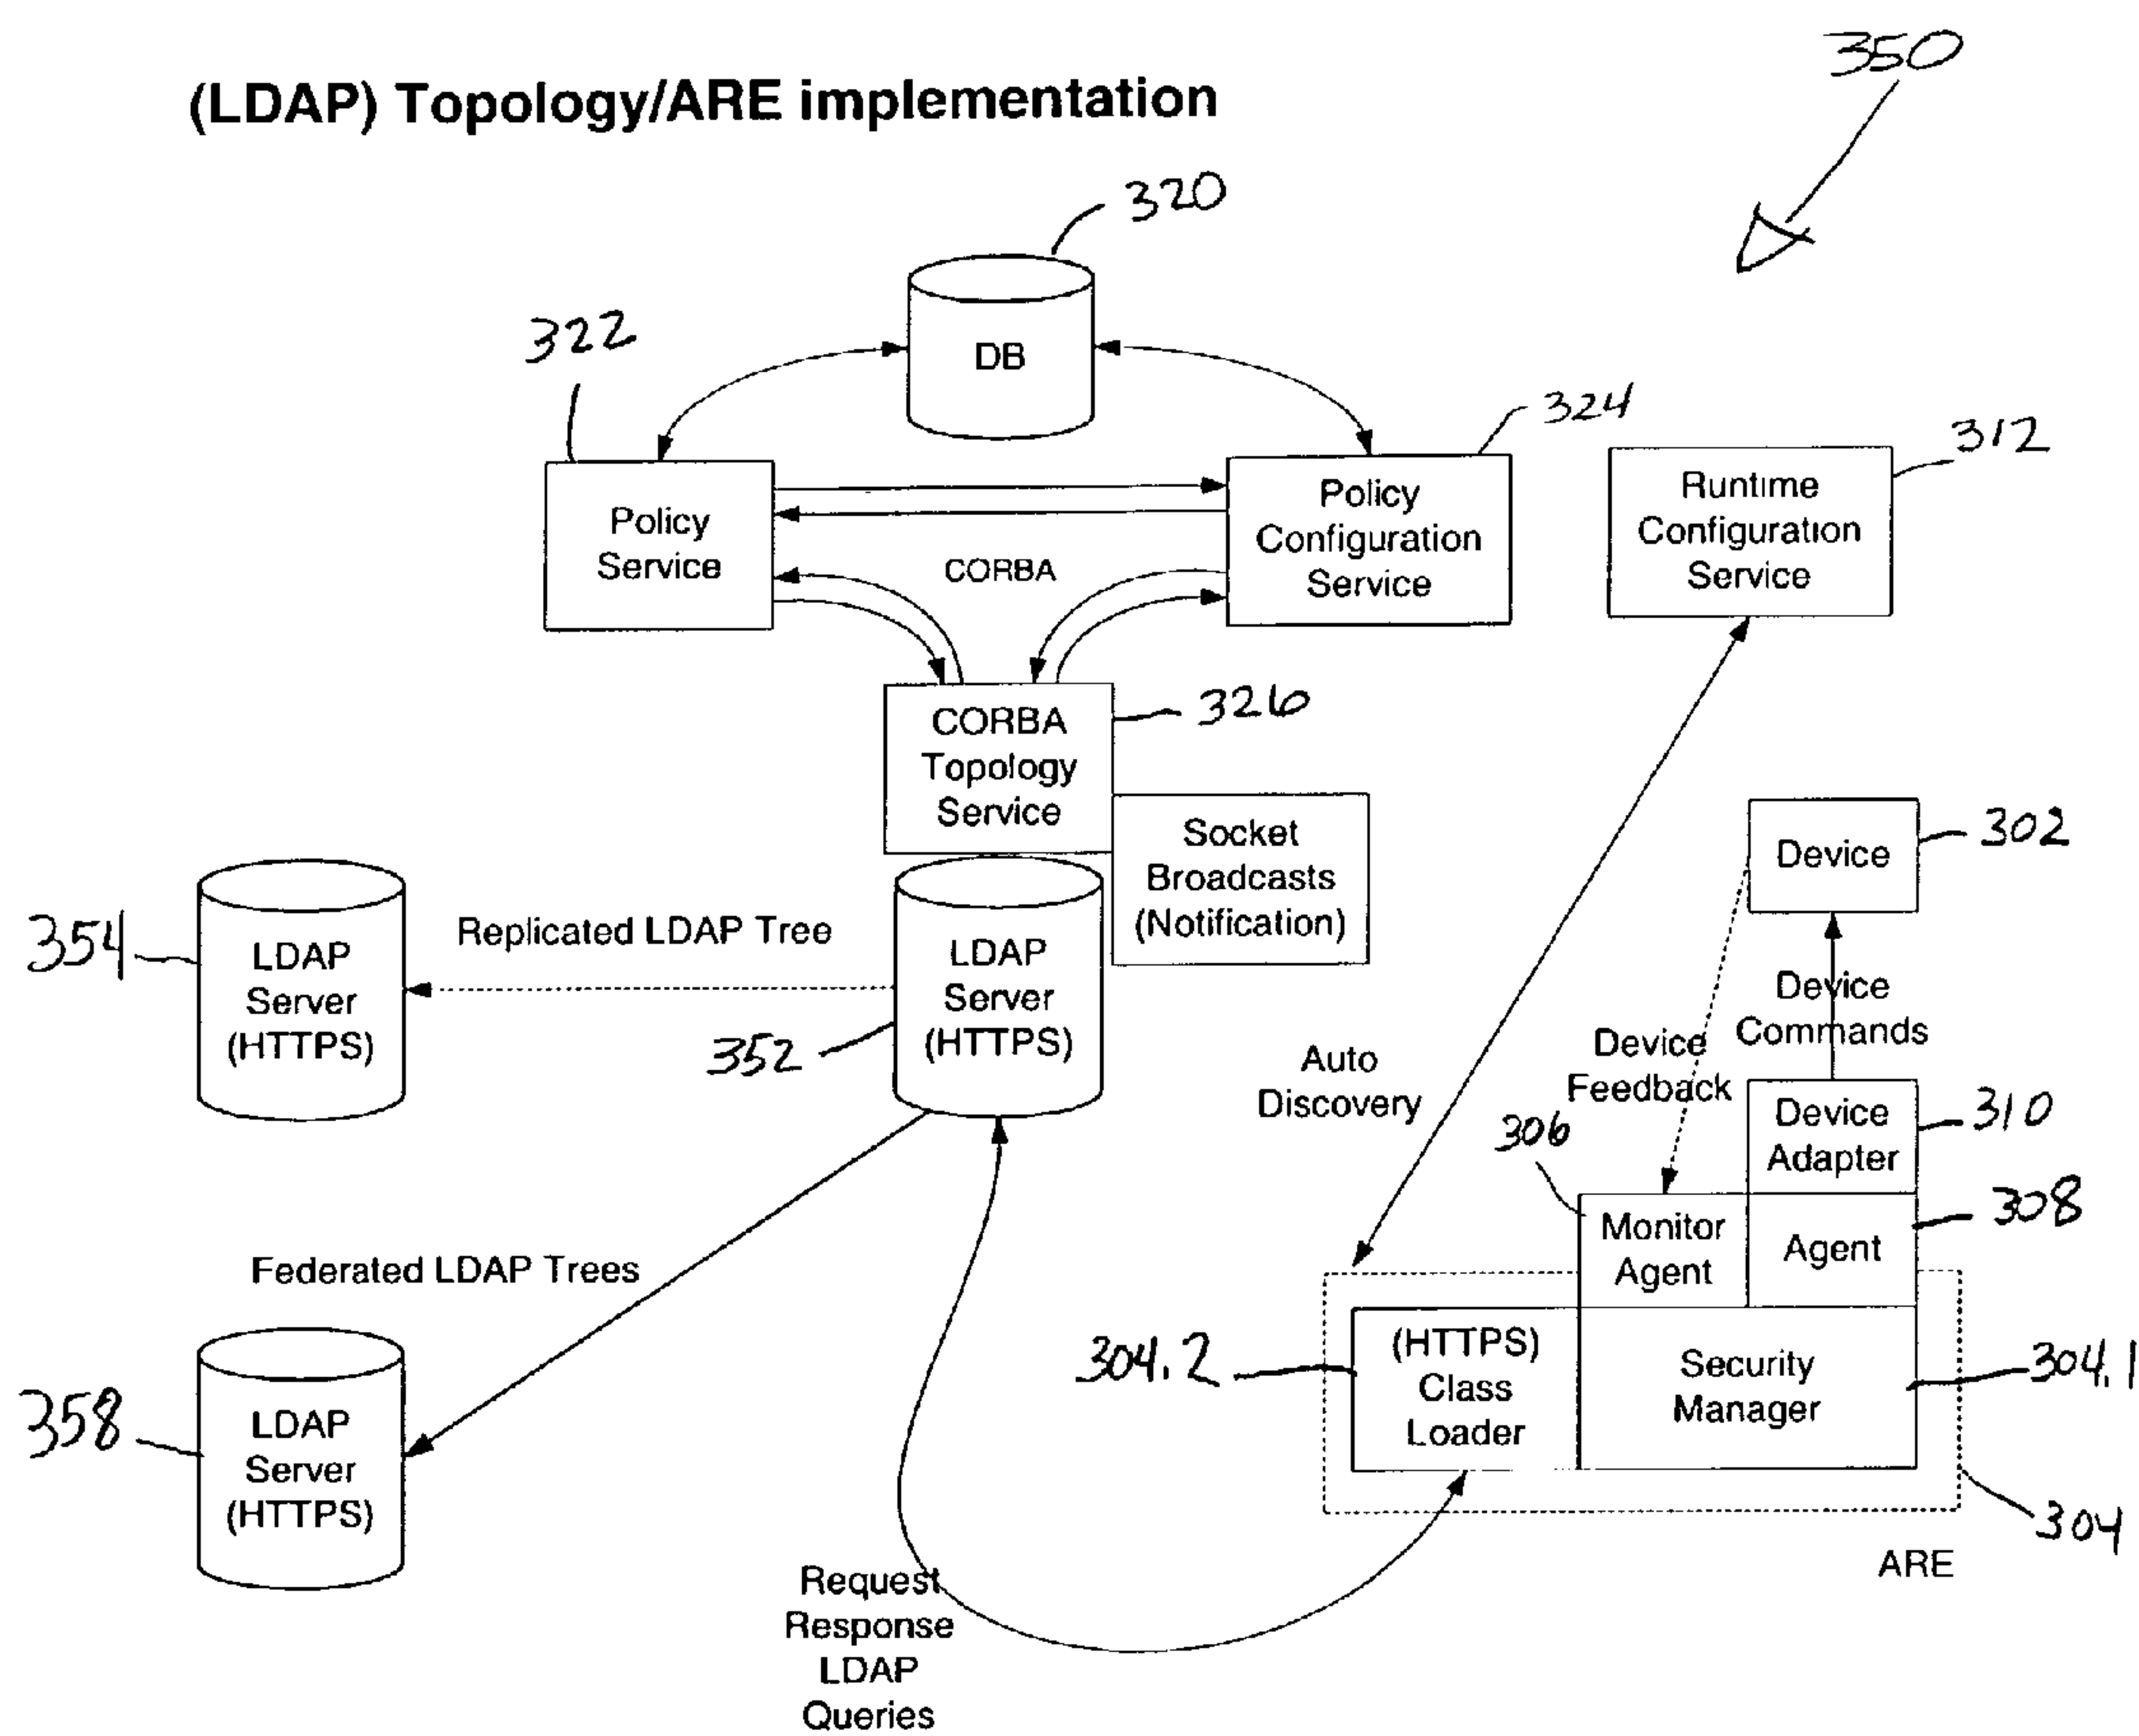 350
(LDAP) Topology/ARE implementation
320
322
DB
324
312
Policy
Service
CORBA
Policy
Configuration
Service
Runtime
Configuration
Service
CORBA
Topology
Service
326
Socket
Broadcasts
(Notification)
Device
302
354
LDAP
Server
(HTTPS)
Replicated LDAP Tree
LDAP
Server
(HTTPS)
352
Auto
Discovery
Device
Feedback
Device
Commands
306
Device
Adapter
310
Monitor
Agent
Agent
308
Federated LDAP Trees
358
LDAP
Server
(HTTPS)
304.2
(HTTPS)
Class
Loader
Security
Manager
304.1
304
ARE
Request
Response
LDAP
Queries